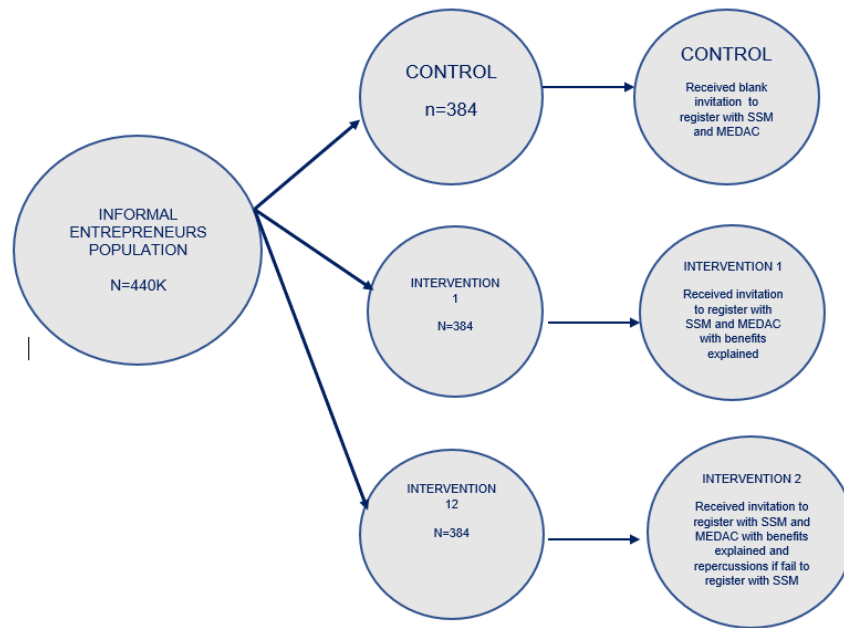 INFORMAL
ENTREPRENEURS
POPULATION
N=440K
CONTROL
n=384
CONTROL
Received blank
invitation to
register with SSM
and MEDAC
INTERVENTION
1
N=384
INTERVENTION 1
Received invitation
to register with
SSM and MEDAC
with benefits
explained
INTERVENTION
12
N=384
INTERVENTION 2
Received invitation to
register with SSM and
MEDAC with benefits
explained and
repercussions if fail to
register with SSM